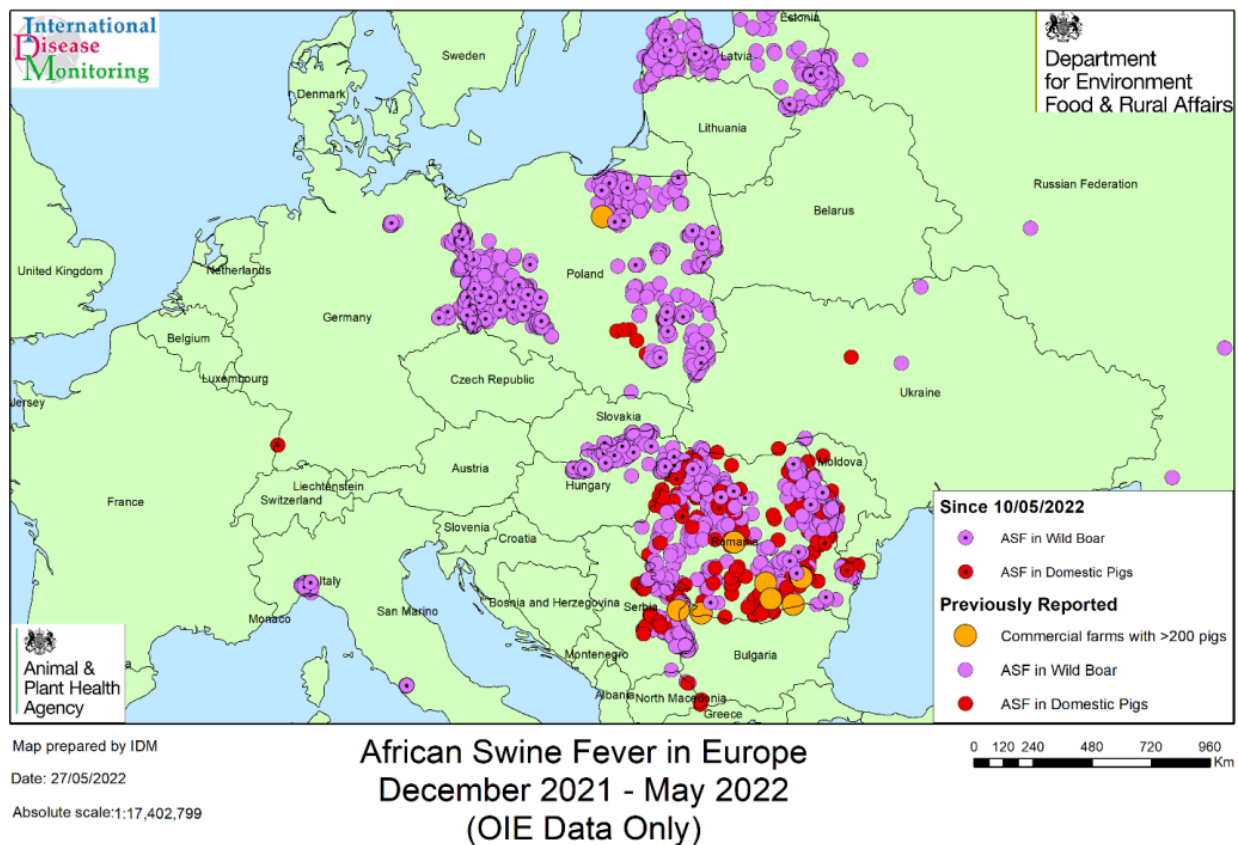 International
Disease
Monitoring
Department
for Environment
Food & Rural Affairs
Estonia
Sweden
Latvia
Denmark
Lithuania
Russian Federation
Belarus
United Kingdom
Netherlands
Poland
Germany
Belgium
Luxembourg
Czech Republic
Ukraine
Jersey
Slovakia
Moldova
Austria
Liechtenstein
Hungary
France
Switzerland
Slovenia
Croatia
Romania
Italy
Bosnia and Herzegovina
Serbia
San Marino
Monaco
Montenegro
Bulgaria
Albania
North Macedonia
Greece
Since 10/05/2022
ASF in Wild Boar
ASF in Domestic Pigs
Previously Reported
Commercial farms with >200 pigs
ASF in Wild Boar
ASF in Domestic Pigs
Animal &
Plant Health
Agency
Map prepared by IDM
Date: 27/05/2022
Absolute scale:1:17,402,799
African Swine Fever in Europe
December 2021 - May 2022
(OIE Data Only)
0 120 240 480 720 960
Km